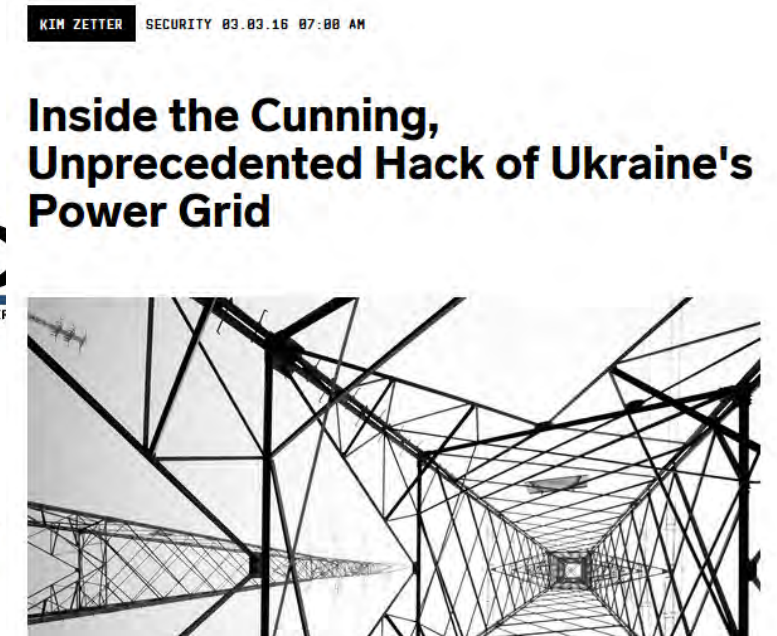 KIM ZETTER SECURITY 03.03.16 07:00 AM
Inside the Cunning,
Unprecedented Hack of Ukraine's
Power Grid